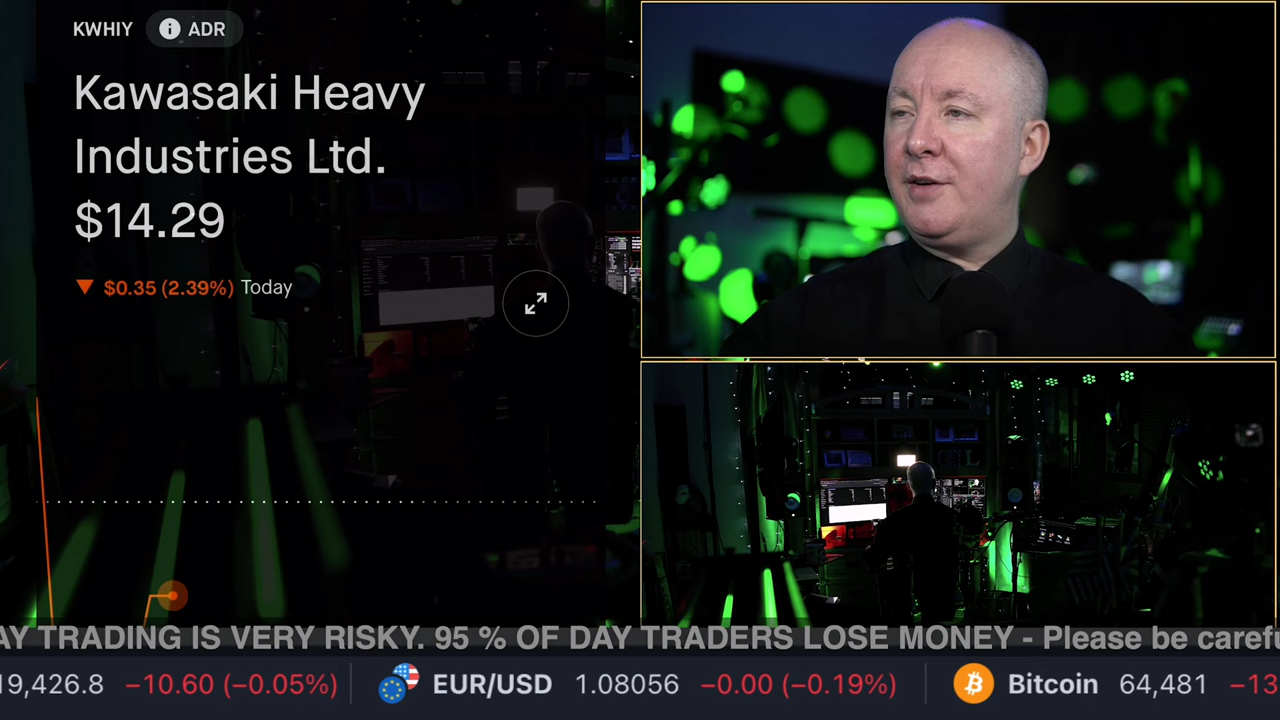 KWHIY ADR
Kawasaki Heavy
Industries Ltd.
$14.29
▼ $0.35 (2.39%) Today
AY TRADING IS VERY RISKY. 95 % OF DAY TRADERS LOSE MONEY - Please be carefu
19,426.8 −10.60 (−0.05%) EUR/USD 1.08056 −0.00 (−0.19%) Bitcoin 64,481 −13